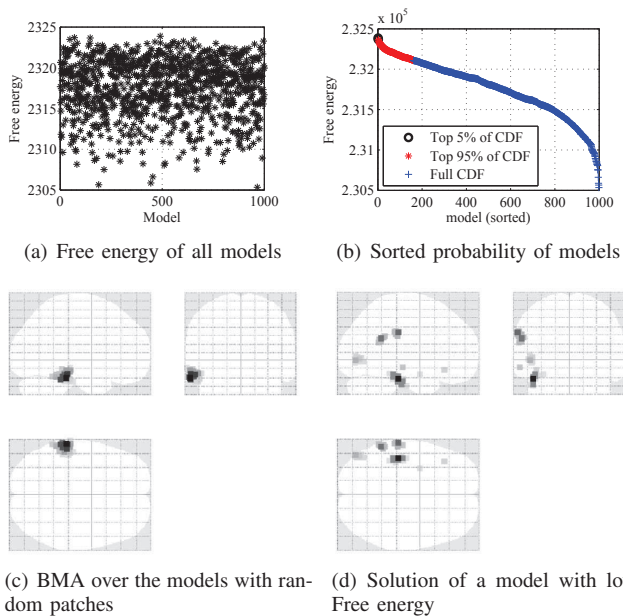 2325
2320
2315
2310
2305
0
500
1000
Free energy
Model
x 10⁵
2.325
2.32
2.315
2.31
2.305
0
200
400
600
800
1000
Free energy
model (sorted)
Top 5% of CDF
Top 95% of CDF
Full CDF
(a) Free energy of all models
(b) Sorted probability of models
(c) BMA over the models with ran-
dom patches
(d) Solution of a model with lo
Free energy